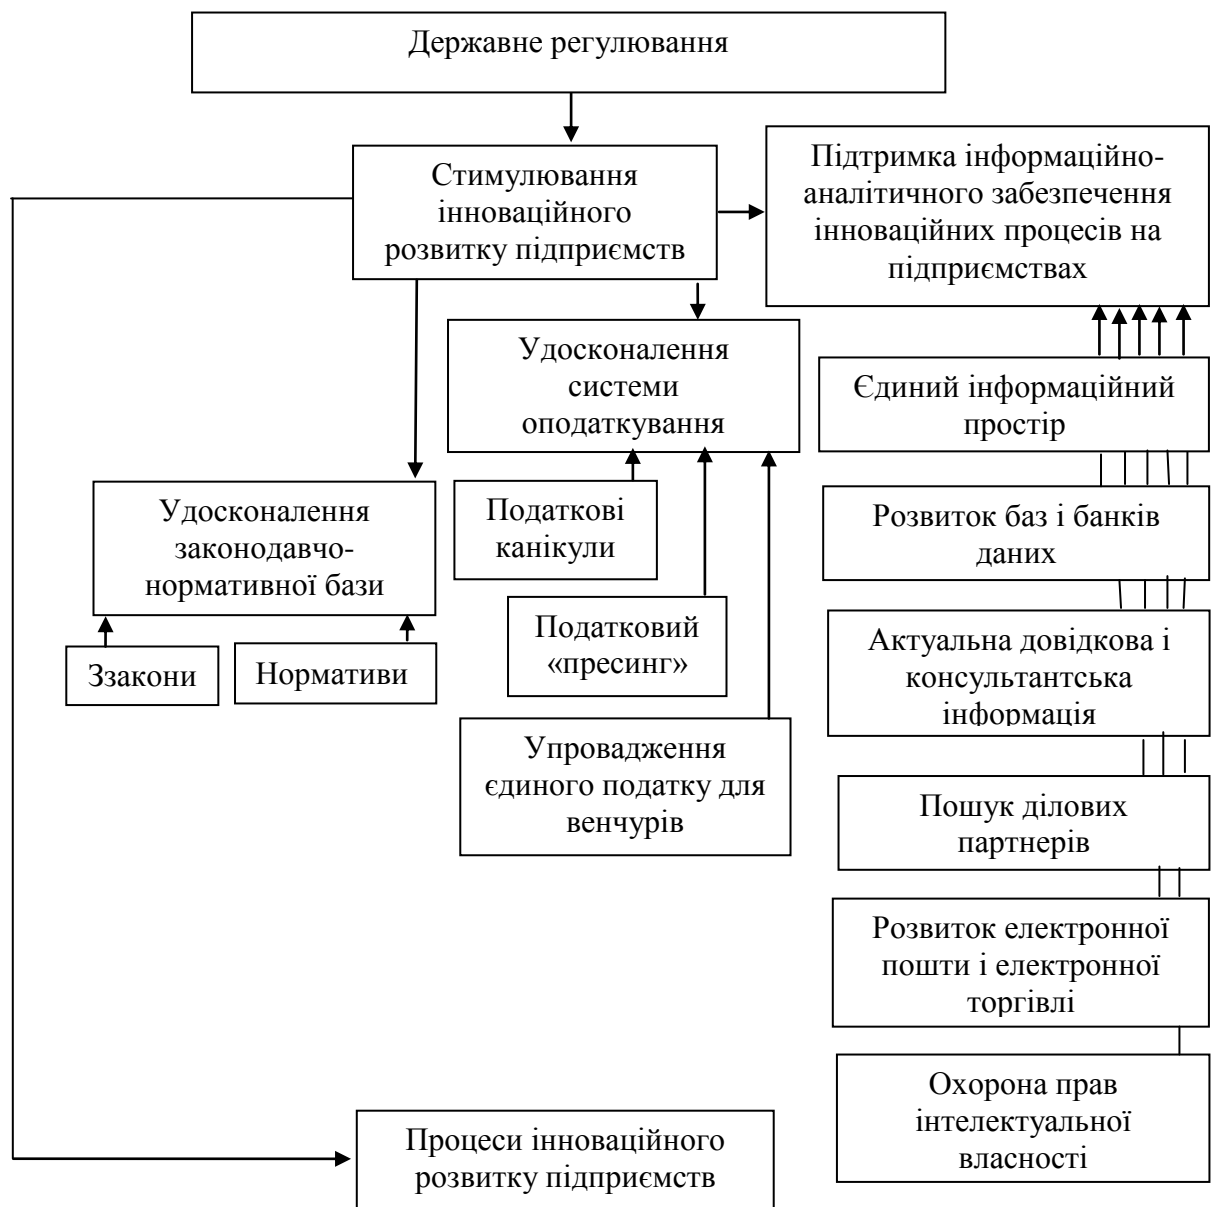 Державне регулювання
Стимулювання
інноваційного
розвитку підприємств
Підтримка інформаційно-
аналітичного забезпечення
інноваційних процесів на
підприємствах
Удосконалення
системи
оподаткування
Єдиний інформаційний
простір
Удосконалення
законодавчо-
нормативної бази
Податкові
канікули
Розвиток баз і банків
даних
Ззакони
Нормативи
Податковий
«пресинг»
Актуальна довідкова і
консультантська
інформація
Упровадження
єдиного податку для
венчурів
Пошук ділових
партнерів
Розвиток електронної
пошти і електронної
торгівлі
Охорона прав
інтелектуальної
власності
Процеси інноваційного
розвитку підприємств